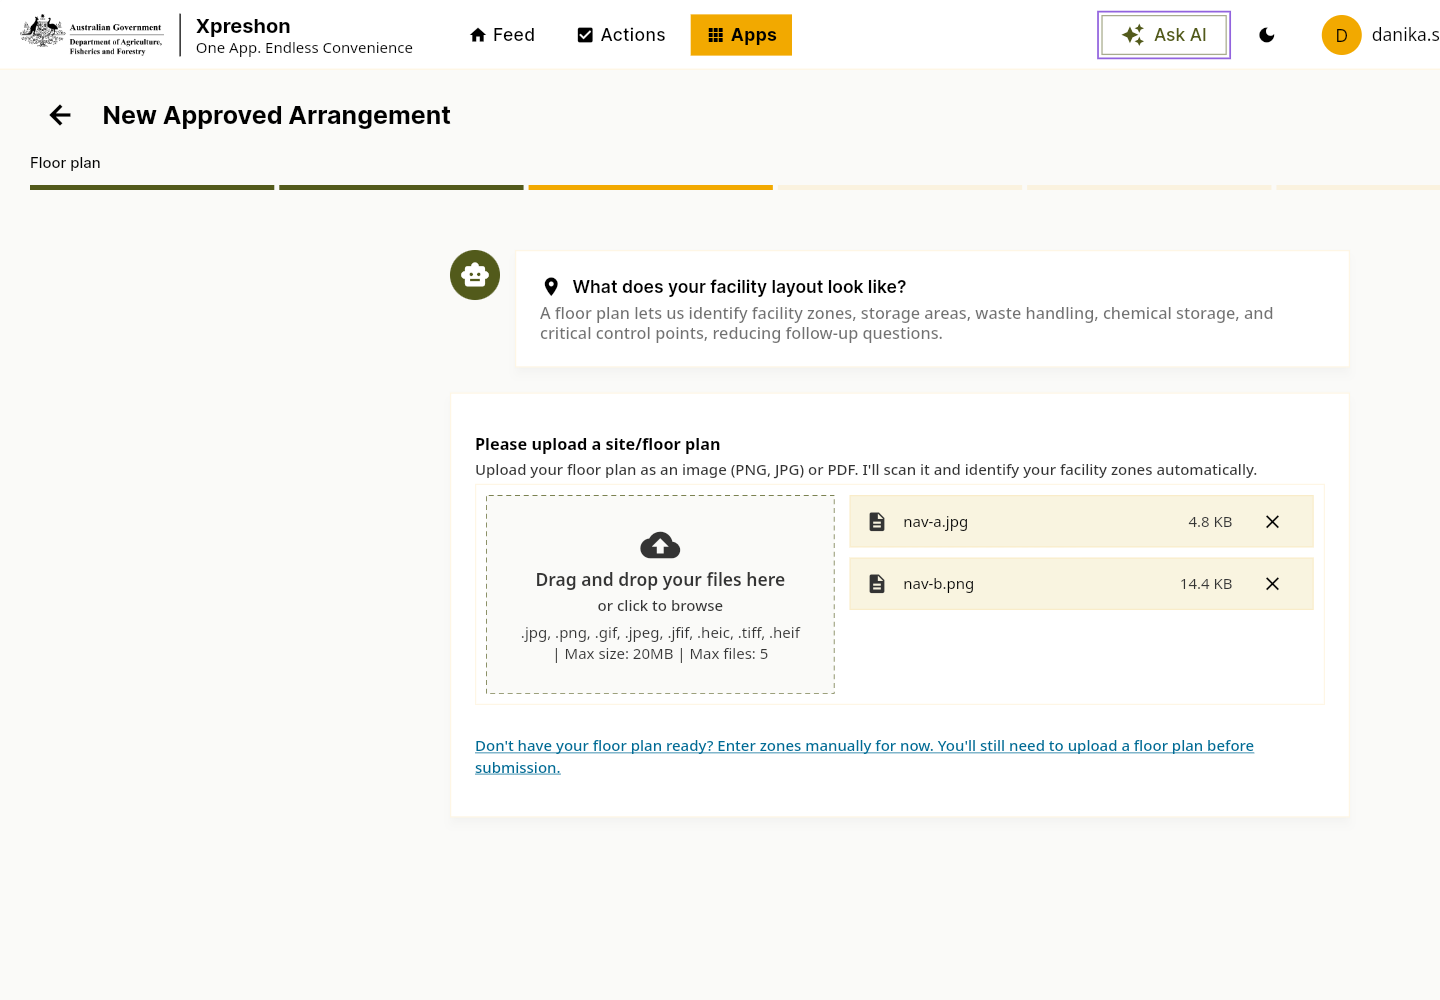 Australian Government
Department of Agriculture,
Fisheries and Forestry
Xpreshon
One App. Endless Convenience
Feed
Actions
Apps
Ask AI
D
danika.s
New Approved Arrangement
Floor plan
What does your facility layout look like?
A floor plan lets us identify facility zones, storage areas, waste handling, chemical storage, and
critical control points, reducing follow-up questions.
Please upload a site/floor plan
Upload your floor plan as an image (PNG, JPG) or PDF. I'll scan it and identify your facility zones automatically.
Drag and drop your files here
or click to browse
.jpg, .png, .gif, .jpeg, .jfif, .heic, .tiff, .heif
| Max size: 20MB | Max files: 5
nav-a.jpg
4.8 KB
nav-b.png
14.4 KB
Don't have your floor plan ready? Enter zones manually for now. You'll still need to upload a floor plan before
submission.